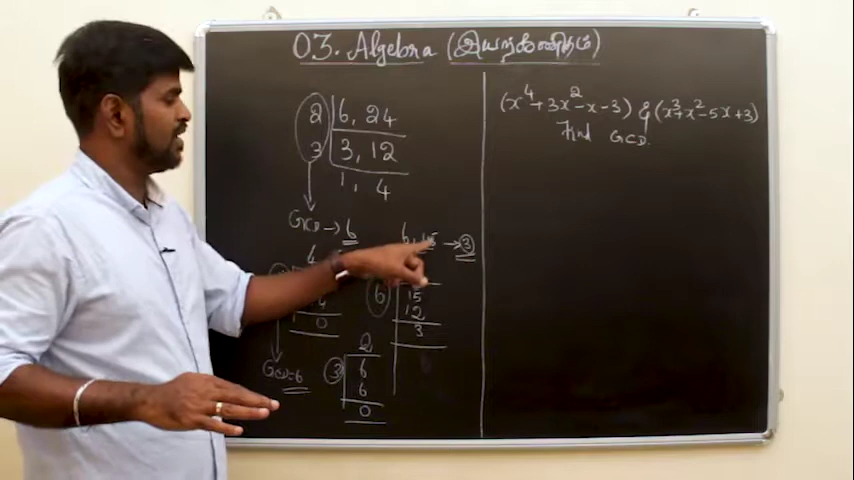 03. Algebra (இயற்கணிதம்)
2 | 6, 24
3 | 3, 12
1, 4
GCD → 6
6, 15 → 3
6
15
12
3
0
GCD = 6
2
3 | 6
6
0
(x⁴+3x²-x-3) & (x³+x²-5x+3)
Find GCD.